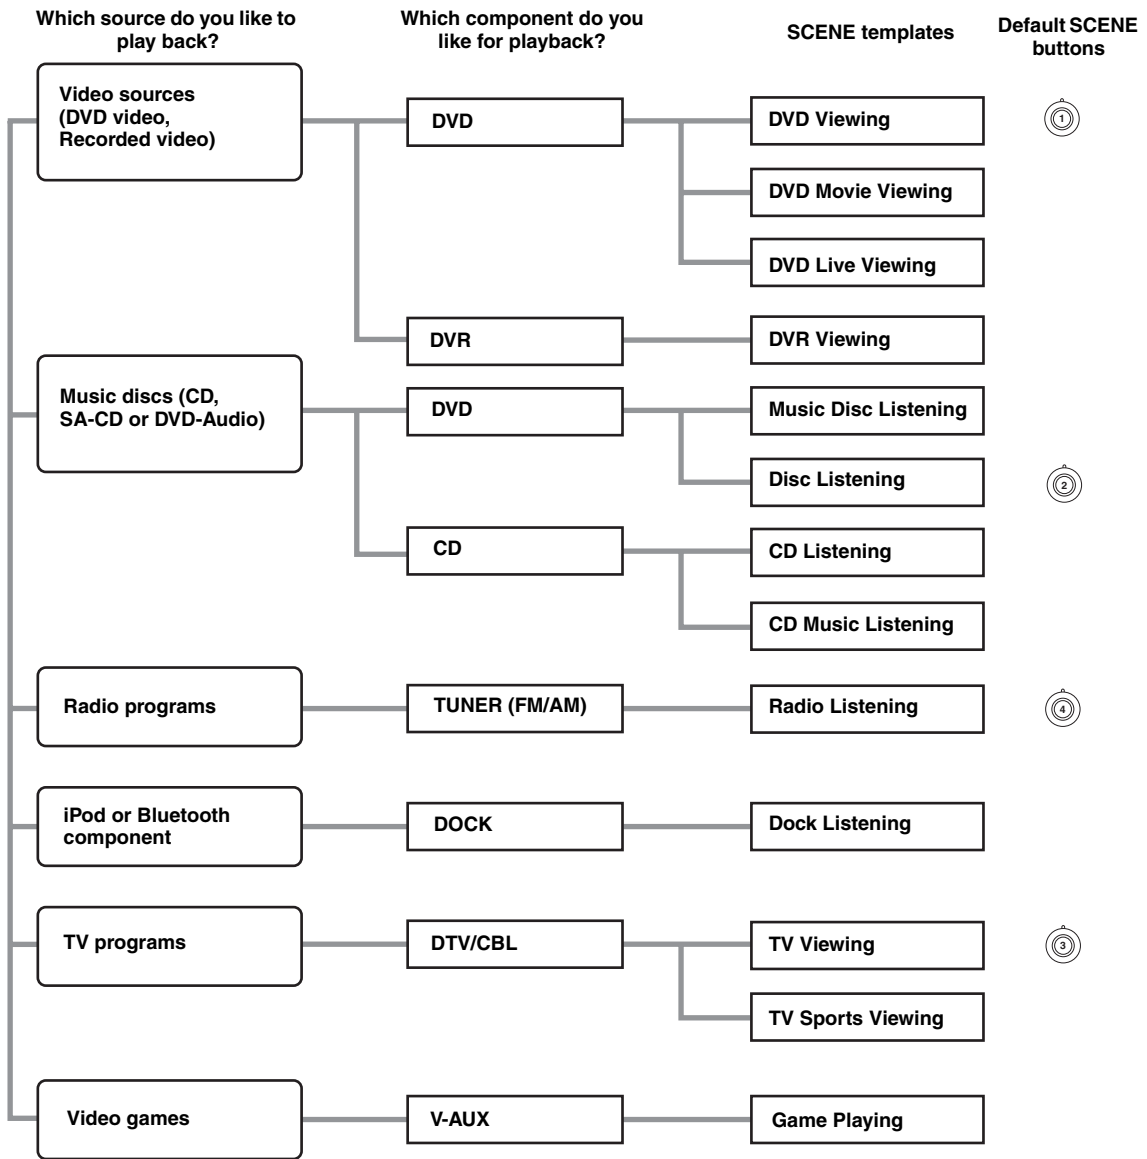 Which source do you like to
play back?
Which component do you
like for playback?
SCENE templates
Default SCENE
buttons
Video sources
(DVD video,
Recorded video)
DVD
DVD Viewing
1
DVD Movie Viewing
DVD Live Viewing
DVR
DVR Viewing
Music discs (CD,
SA-CD or DVD-Audio)
DVD
Music Disc Listening
Disc Listening
2
CD
CD Listening
CD Music Listening
Radio programs
TUNER (FM/AM)
Radio Listening
4
iPod or Bluetooth
component
DOCK
Dock Listening
TV programs
DTV/CBL
TV Viewing
3
TV Sports Viewing
Video games
V-AUX
Game Playing